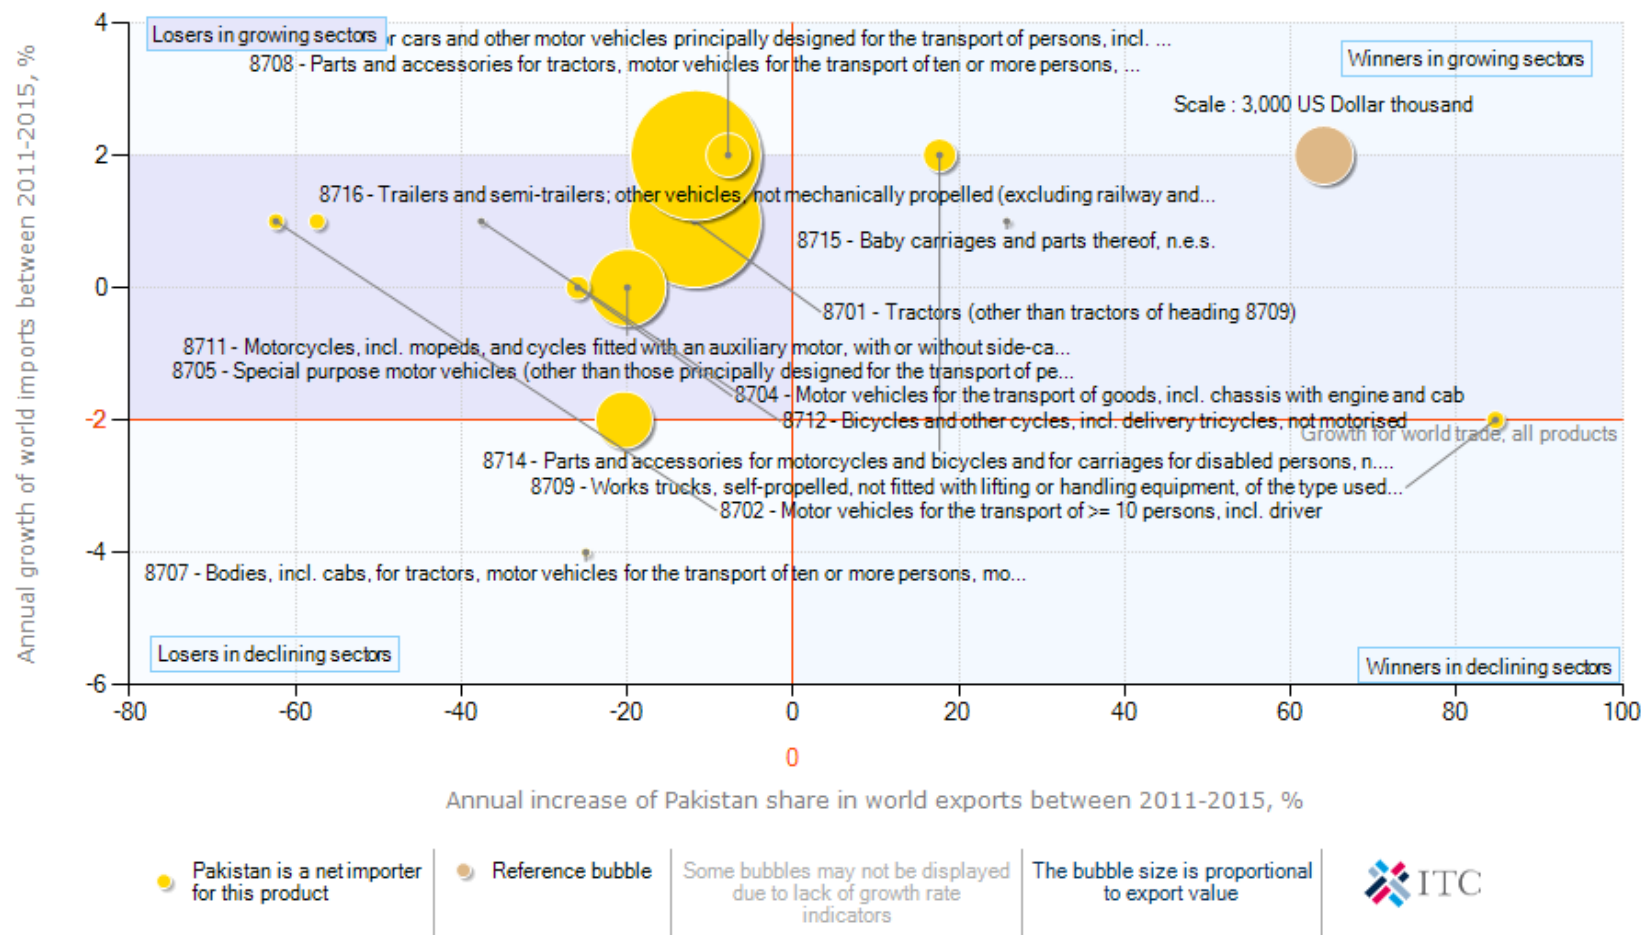 Annual growth of world imports between 2011-2015, %
4
2
0
-2
-4
-6
Losers in growing sectors
r cars and other motor vehicles principally designed for the transport of persons, incl. ...
8708 - Parts and accessories for tractors, motor vehicles for the transport of ten or more persons, ...
Winners in growing sectors
Scale : 3,000 US Dollar thousand
8716 - Trailers and semi-trailers; other vehicles, not mechanically propelled (excluding railway and...
8715 - Baby carriages and parts thereof, n.e.s.
8701 - Tractors (other than tractors of heading 8709)
8711 - Motorcycles, incl. mopeds, and cycles fitted with an auxiliary motor, with or without side-ca...
8705 - Special purpose motor vehicles (other than those principally designed for the transport of pe...
8704 - Motor vehicles for the transport of goods, incl. chassis with engine and cab
8712 - Bicycles and other cycles, incl. delivery tricycles, not motorised
Growth for world trade, all products
8714 - Parts and accessories for motorcycles and bicycles and for carriages for disabled persons, n....
8709 - Works trucks, self-propelled, not fitted with lifting or handling equipment, of the type used...
8702 - Motor vehicles for the transport of >= 10 persons, incl. driver
8707 - Bodies, incl. cabs, for tractors, motor vehicles for the transport of ten or more persons, mo...
Losers in declining sectors
Winners in declining sectors
-80 -60 -40 -20 0 20 40 60 80 100
0
Annual increase of Pakistan share in world exports between 2011-2015, %
Pakistan is a net importer
for this product
Reference bubble
Some bubbles may not be displayed
due to lack of growth rate
indicators
The bubble size is proportional
to export value
ITC